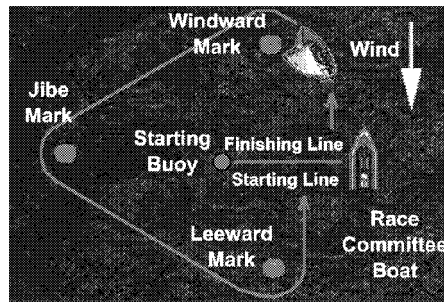 Windward
Mark
Wind
Jibe
Mark
Starting
Buoy
Finishing Line
Starting Line
Leeward
Mark
Race
Committee
Boat